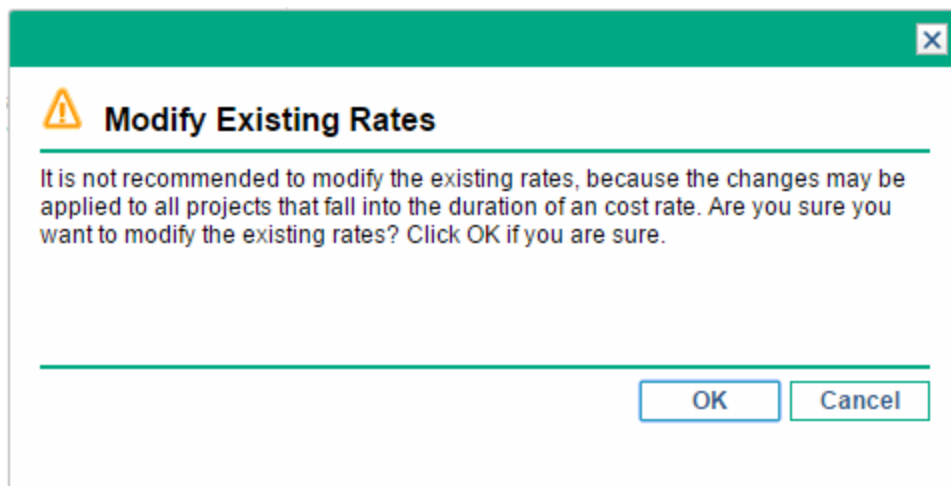 Modify Existing Rates
It is not recommended to modify the existing rates, because the changes may be
applied to all projects that fall into the duration of an cost rate. Are you sure you
want to modify the existing rates? Click OK if you are sure.
OK Cancel